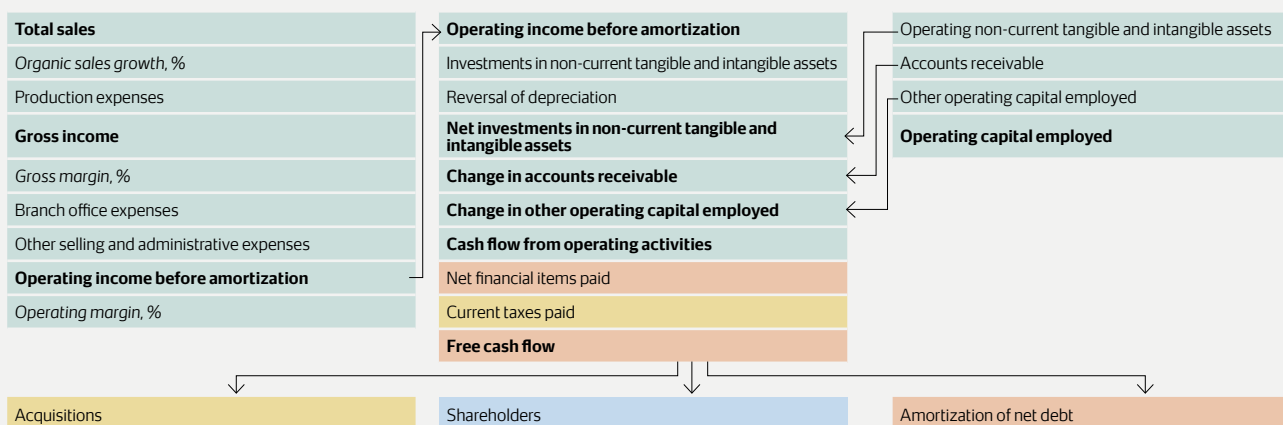 Total sales
Organic sales growth, %
Production expenses
Gross income
Gross margin, %
Branch office expenses
Other selling and administrative expenses
Operating income before amortization
Operating margin, %
Operating income before amortization
Investments in non-current tangible and intangible assets
Reversal of depreciation
Net investments in non-current tangible and
intangible assets
Change in accounts receivable
Change in other operating capital employed
Cash flow from operating activities
Net financial items paid
Current taxes paid
Free cash flow
Operating non-current tangible and intangible assets
Accounts receivable
Other operating capital employed
Operating capital employed
Acquisitions
Shareholders
Amortization of net debt